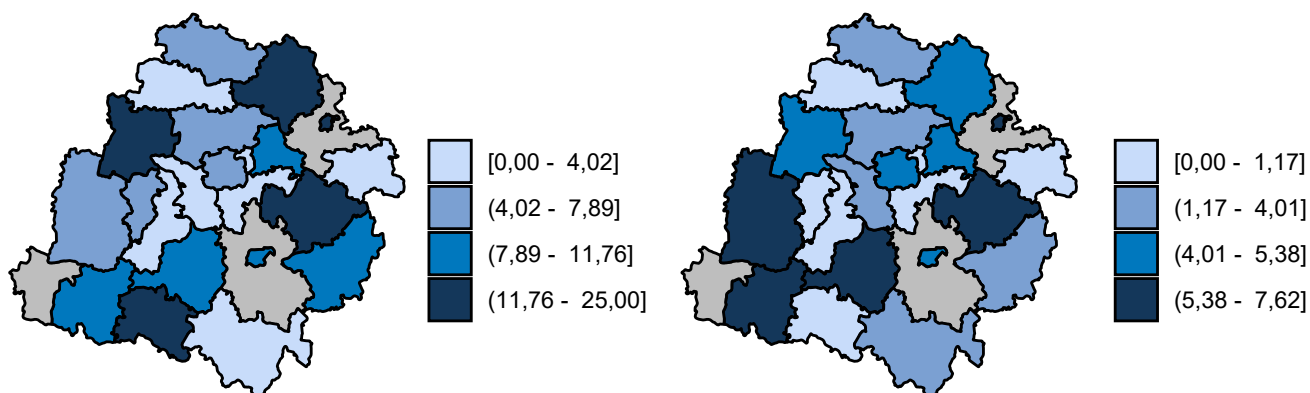 [0,00 - 4,02]
(4,02 - 7,89]
(7,89 - 11,76]
(11,76 - 25,00]
[0,00 - 1,17]
(1,17 - 4,01]
(4,01 - 5,38]
(5,38 - 7,62]